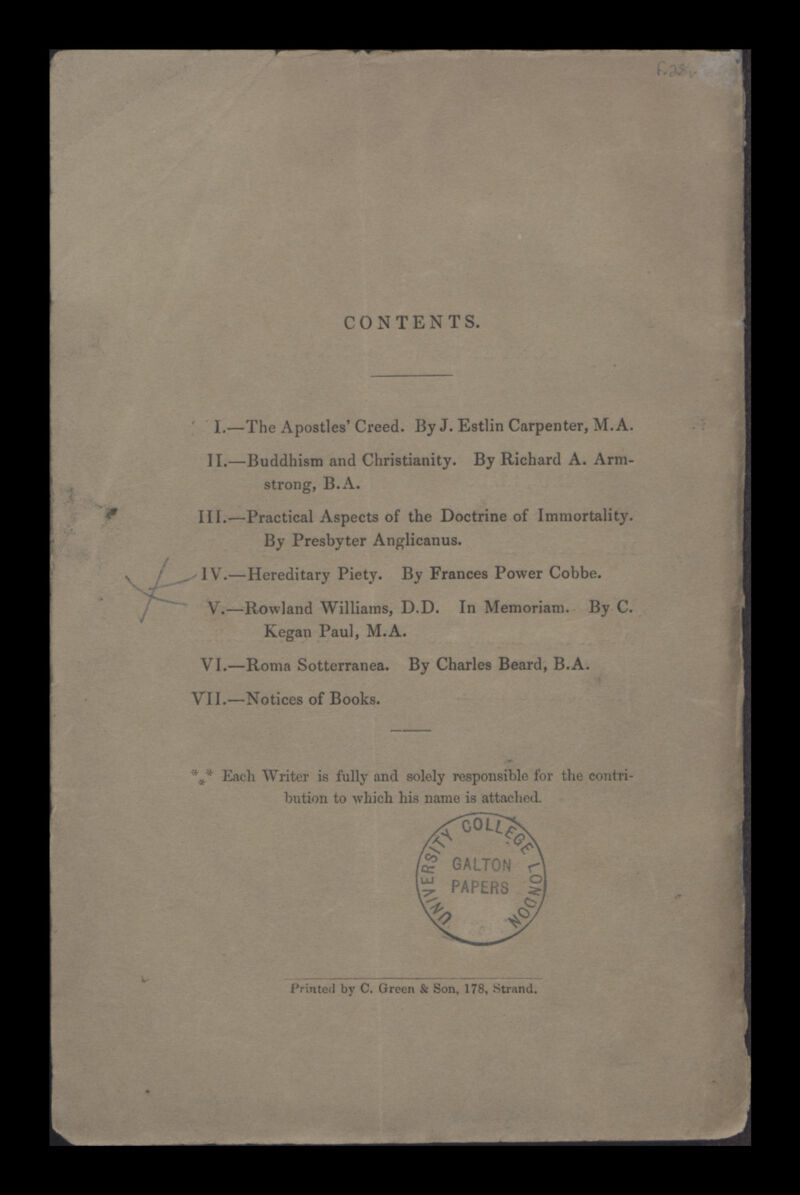 f.28v
CONTENTS.
I.—The Apostles' Creed. By J. Estlin Carpenter, M.A.
II.—Buddhism and Christianity. By Richard A. Arm-
strong, B.A.
III.—Practical Aspects of the Doctrine of Immortality.
By Presbyter Anglicanus.
IV.—Hereditary Piety. By Frances Power Cobbe.
V.—Rowland Williams, D.D. In Memoriam. By C.
Kegan Paul, M.A.
VI.—Roma Sotterranea. By Charles Beard, B.A.
VII.—Notices of Books.
*** Each Writer is fully and solely responsible for the contri-
bution to which his name is attached.
UNIVERSITY COLLEGE LONDON
GALTON
PAPERS
Printed by C. Green & Son, 178, Strand.